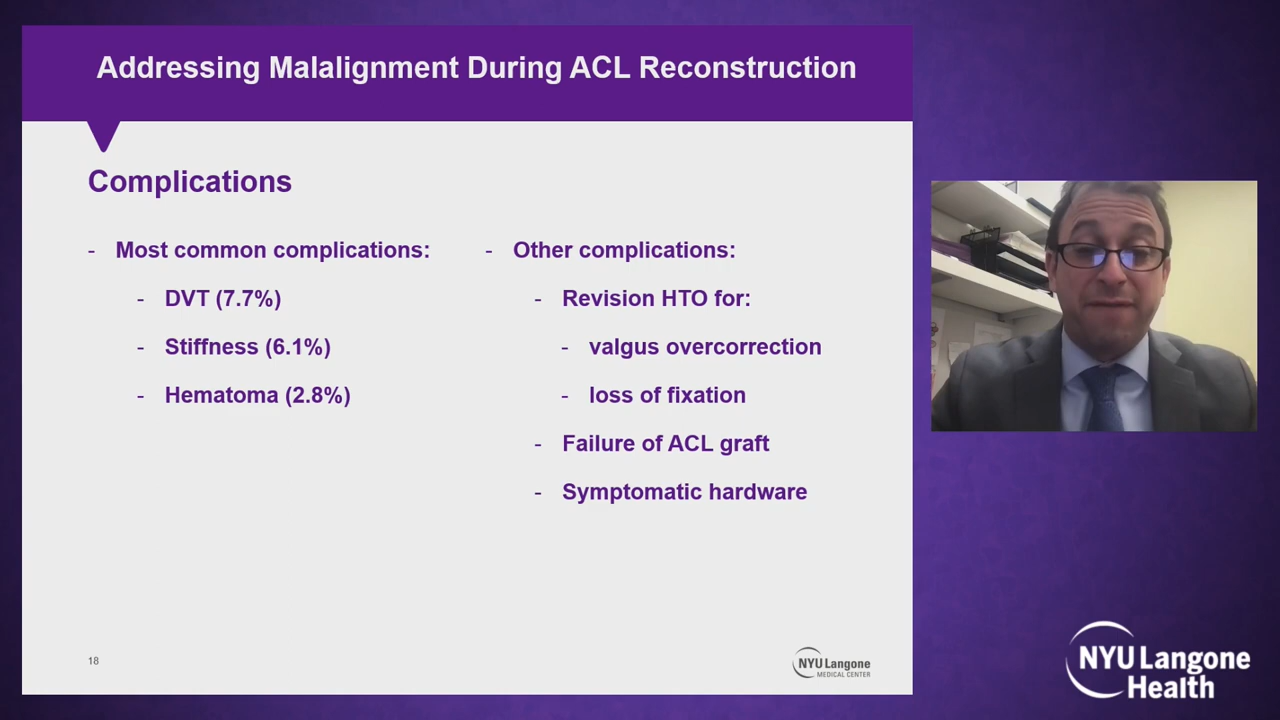 Addressing Malalignment During ACL Reconstruction
Complications
- Most common complications:
- DVT (7.7%)
- Stiffness (6.1%)
- Hematoma (2.8%)
- Other complications:
- Revision HTO for:
- valgus overcorrection
- loss of fixation
- Failure of ACL graft
- Symptomatic hardware
18
NYU Langone
MEDICAL CENTER
NYU Langone
Health